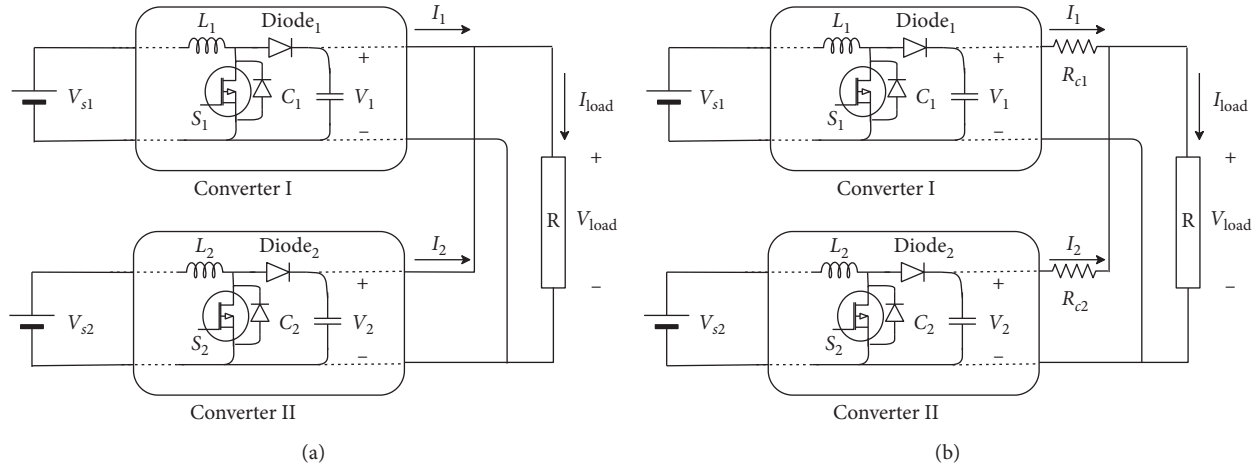 L1 Diode1 I1
Vs1 S1 C1 + V1 −
Iload
Converter I
+
R Vload
−
L2 Diode2 I2
Vs2 S2 C2 + V2 −
Converter II
(a)
L1 Diode1 I1
Vs1 S1 C1 + V1 − Rc1
Iload
Converter I
+
R Vload
−
L2 Diode2 I2
Vs2 S2 C2 + V2 − Rc2
Converter II
(b)